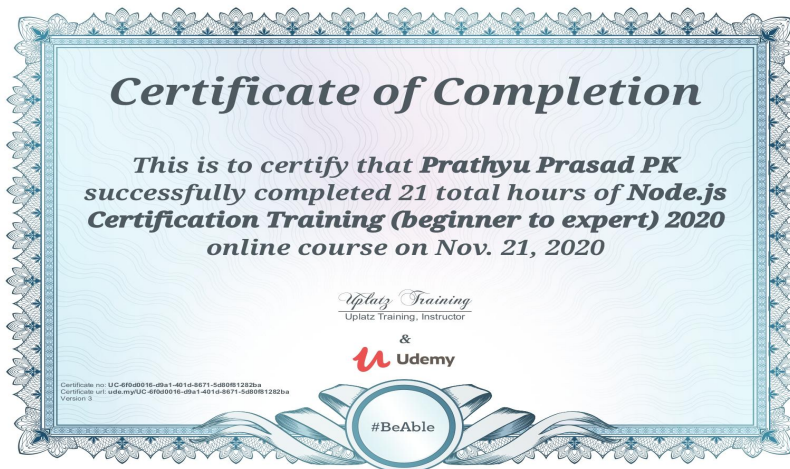 Certificate of Completion
This is to certify that Prathyu Prasad PK
successfully completed 21 total hours of Node.js
Certification Training (beginner to expert) 2020
online course on Nov. 21, 2020
Uplatz Training
Uplatz Training, Instructor
&
Udemy
Certificate no: UC-6f0d0016-d9a1-401d-8671-5d80f81282ba
Certificate url: ude.my/UC-6f0d0016-d9a1-401d-8671-5d80f81282ba
Version 3
#BeAble